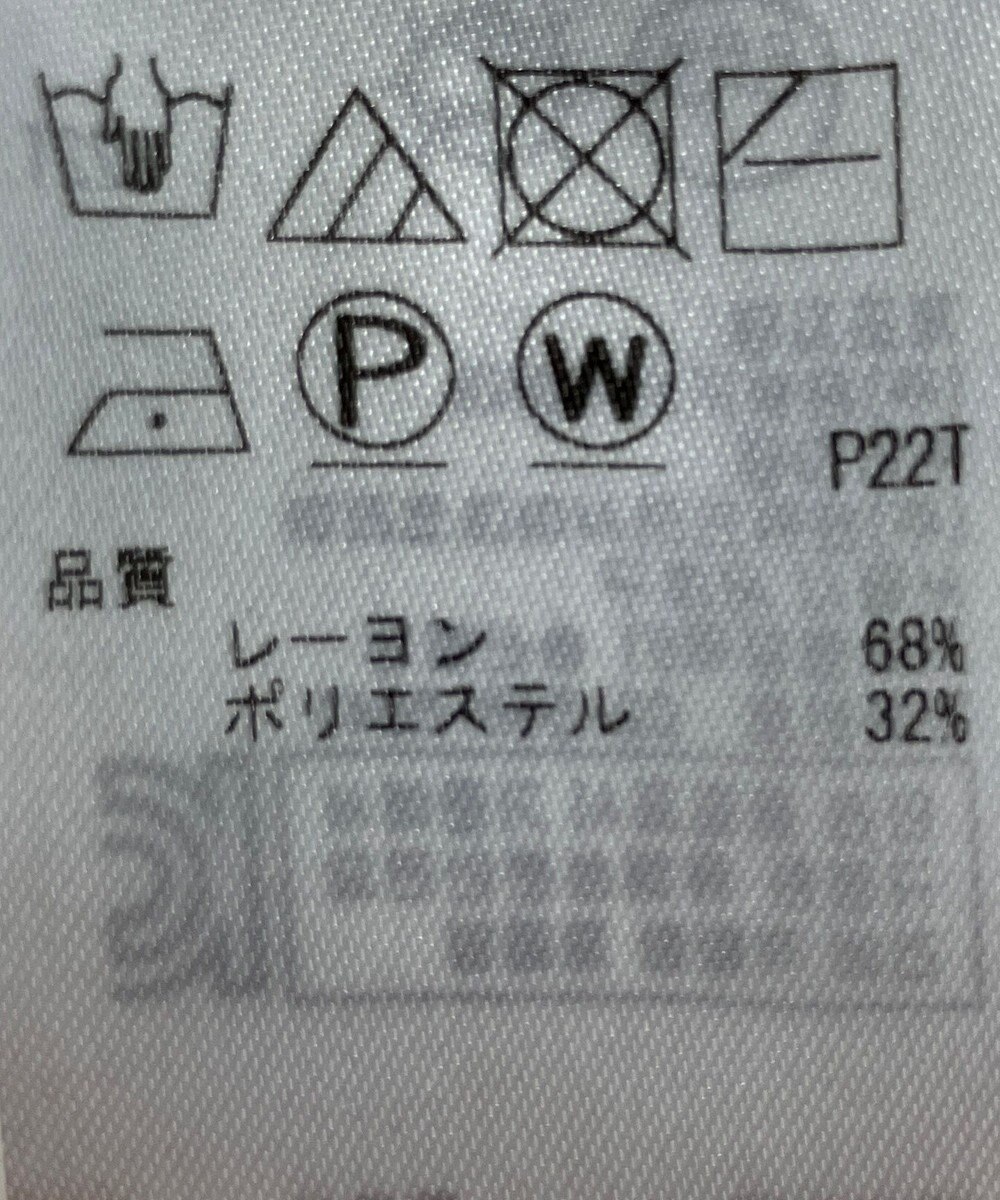 P W
P22T
品質
レーヨン 68%
ポリエステル 32%